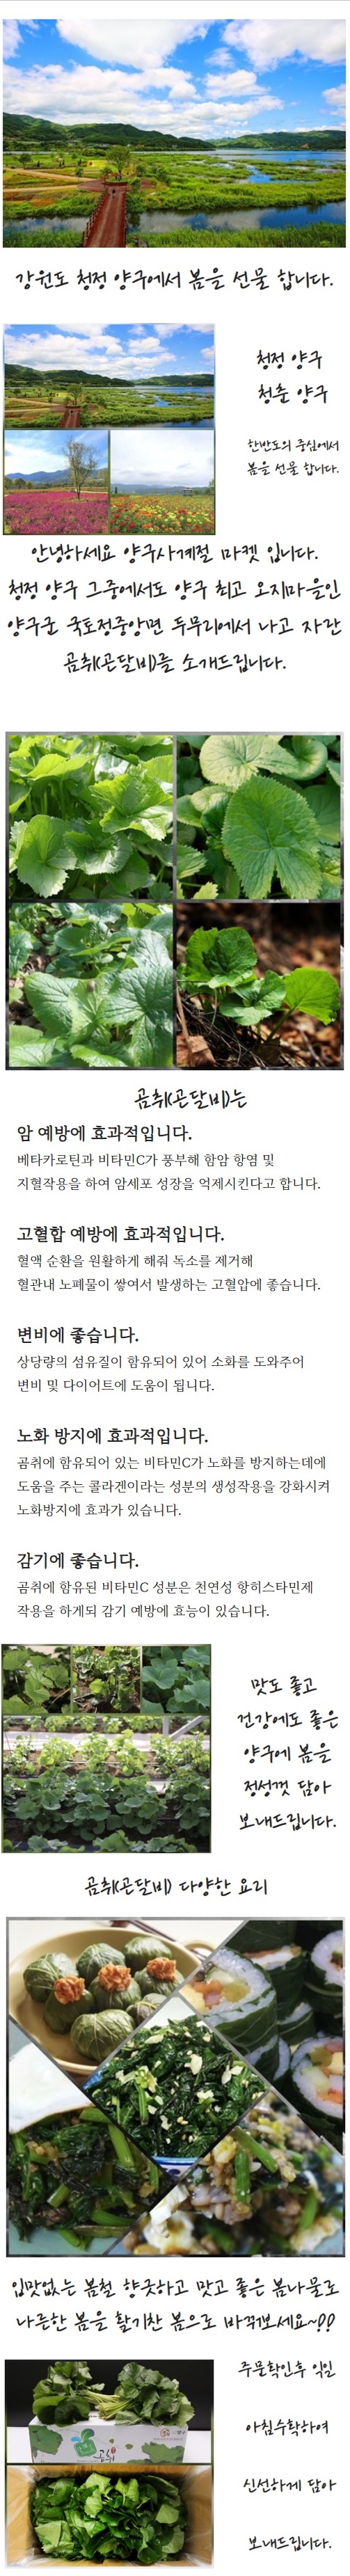 강원도 청정 양구에서 봄을 선물 합니다.
청정 양구
청춘 양구
한반도의 중심에서
봄을 선물 합니다.
안녕하세요 양구사계절 마켓 입니다.
청정 양구 그중에서도 양구 최고 오지마을인
양구군 국토정중앙면 두무리에서 나고 자란
곰취(곤달비)를 소개드립니다.
곰취(곤달비)는
암 예방에 효과적입니다.
베타카로틴과 비타민C가 풍부해 함암 항염 및
지혈작용을 하여 암세포 성장을 억제시킨다고 합니다.
고혈합 예방에 효과적입니다.
혈액 순환을 원활하게 해줘 독소를 제거해
혈관내 노폐물이 쌓여서 발생하는 고혈압에 좋습니다.
변비에 좋습니다.
상당량의 섬유질이 함유되어 있어 소화를 도와주어
변비 및 다이어트에 도움이 됩니다.
노화 방지에 효과적입니다.
곰취에 함유되어 있는 비타민C가 노화를 방지하는데에
도움을 주는 콜라겐이라는 성분의 생성작용을 강화시켜
노화방지에 효과가 있습니다.
감기에 좋습니다.
곰취에 함유된 비타민C 성분은 천연성 항히스타민제
작용을 하게되 감기 예방에 효능이 있습니다.
맛도 좋고
건강에도 좋은
양구에 봄을
정성껏 담아
보내드립니다.
곰취(곤달비) 다양한 요리
입맛없는 봄철 향긋하고 맛고 좋은 봄나물로
나른한 봄을 활기찬 봄으로 바꿔보세요~!!
곰취
주문확인후 익일
아침수확하여
신선하게 담아
보내드립니다.